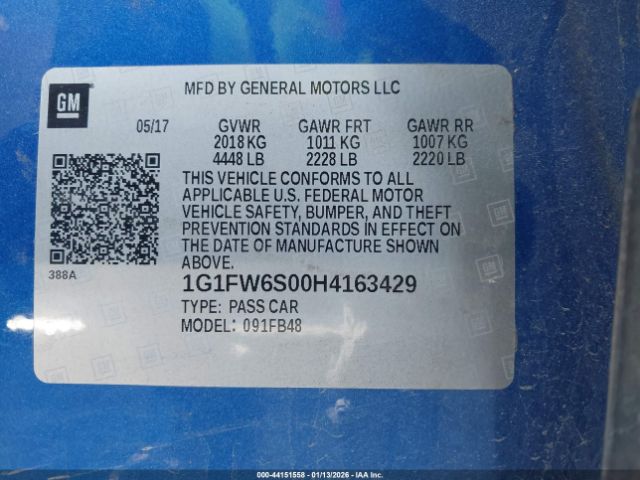 GM
MFD BY GENERAL MOTORS LLC
05/17 GVWR GAWR FRT GAWR RR
2018 KG 1011 KG 1007 KG
4448 LB 2228 LB 2220 LB
THIS VEHICLE CONFORMS TO ALL
APPLICABLE U.S. FEDERAL MOTOR
VEHICLE SAFETY, BUMPER, AND THEFT
PREVENTION STANDARDS IN EFFECT ON
THE DATE OF MANUFACTURE SHOWN
ABOVE.
388A
1G1FW6S00H4163429
TYPE: PASS CAR
MODEL: 091FB48
000-44151558 - 01/13/2026 - IAA Inc.